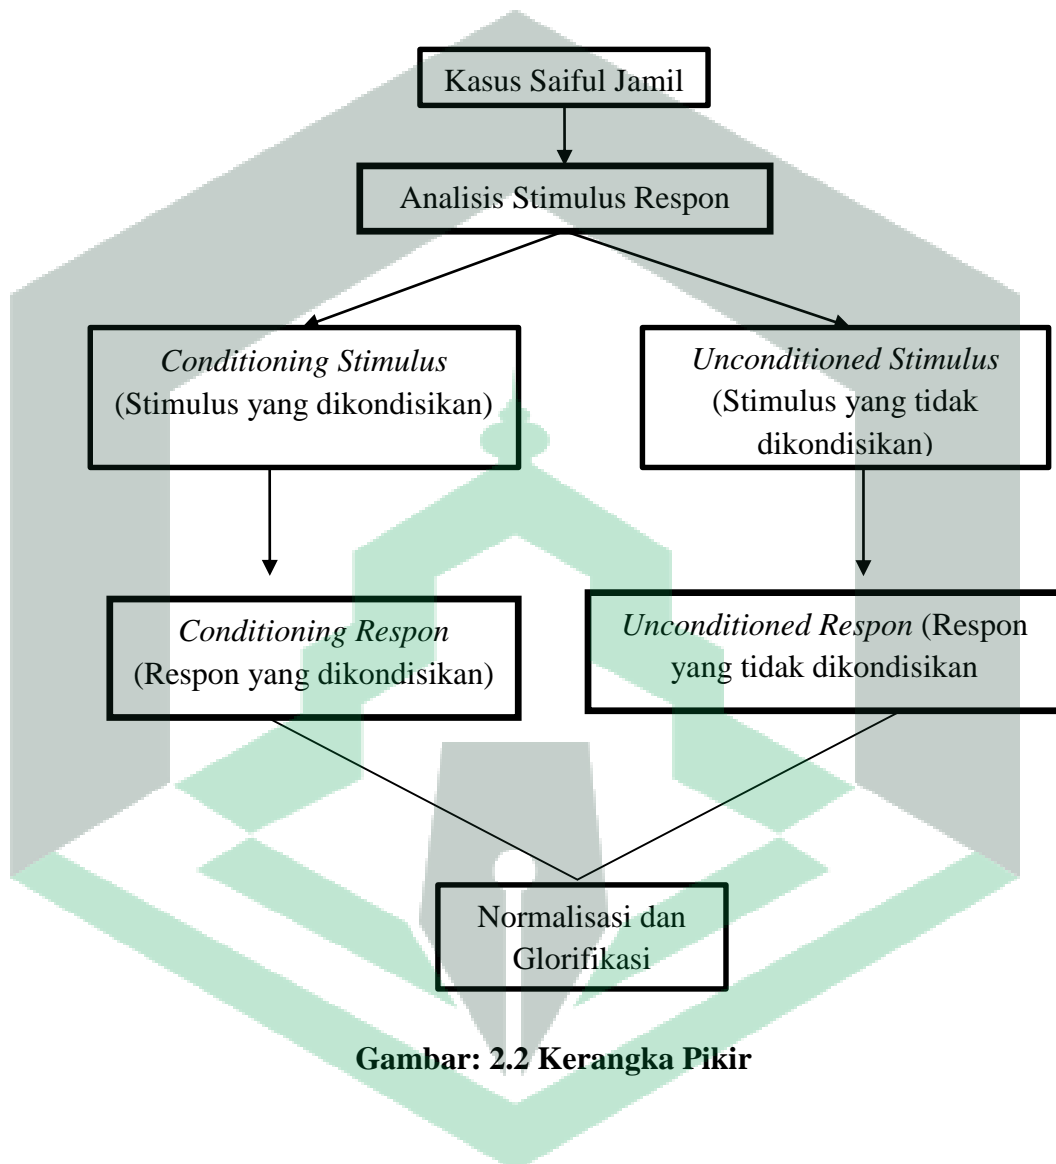 Kasus Saiful Jamil
Analisis Stimulus Respon
Conditioning Stimulus
(Stimulus yang dikondisikan)
Unconditioned Stimulus
(Stimulus yang tidak
dikondisikan)
Conditioning Respon
(Respon yang dikondisikan)
Unconditioned Respon (Respon
yang tidak dikondisikan
Normalisasi dan
Glorifikasi
Gambar: 2.2 Kerangka Pikir